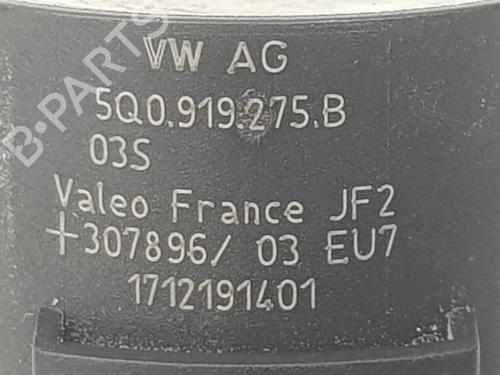 VW AG
5Q0.919.275.B
03S
Valeo France JF2
+307896/ 03 EU7
1712191401
B-PARTS